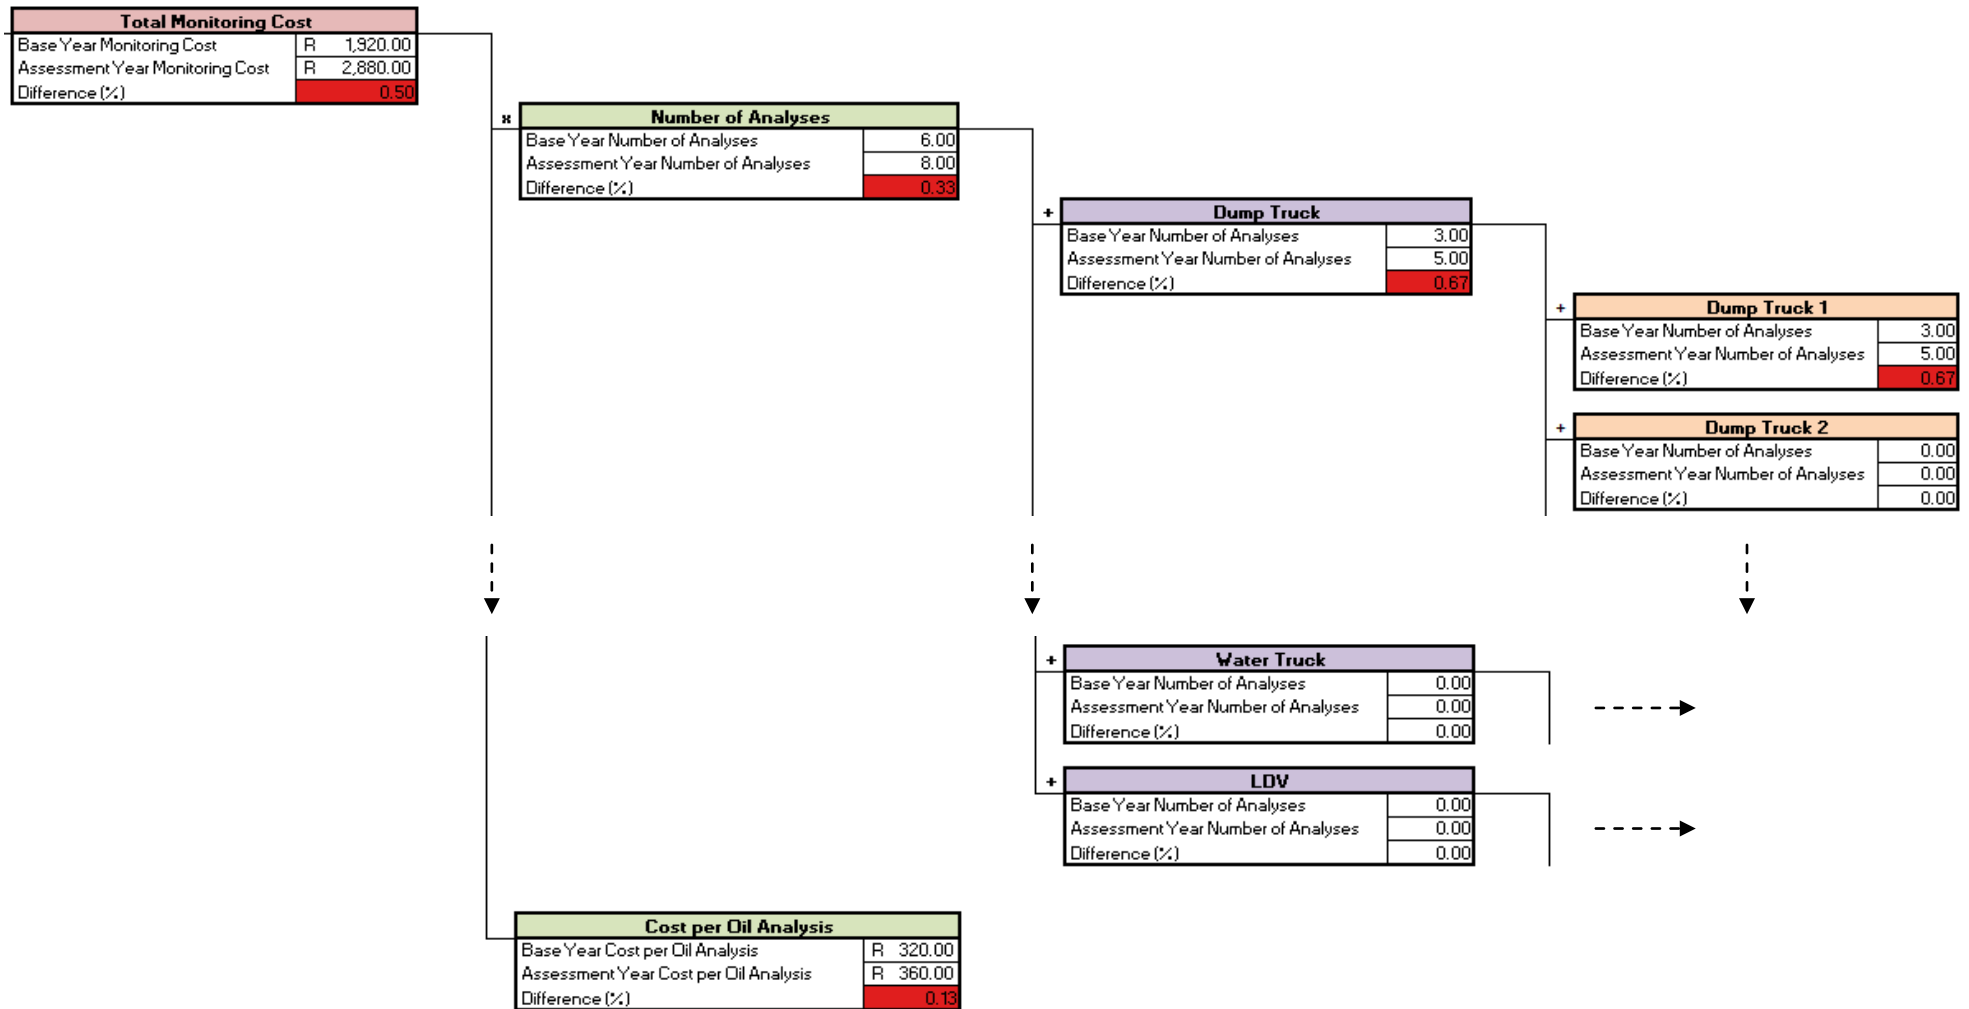 Total Monitoring Cost
Base Year Monitoring Cost R 1,920.00
Assessment Year Monitoring Cost R 2,880.00
Difference (%) 0.50
x
Number of Analyses
Base Year Number of Analyses 6.00
Assessment Year Number of Analyses 8.00
Difference (%) 0.33
+
Dump Truck
Base Year Number of Analyses 3.00
Assessment Year Number of Analyses 5.00
Difference (%) 0.67
+
Dump Truck 1
Base Year Number of Analyses 3.00
Assessment Year Number of Analyses 5.00
Difference (%) 0.67
+
Dump Truck 2
Base Year Number of Analyses 0.00
Assessment Year Number of Analyses 0.00
Difference (%) 0.00
+
Water Truck
Base Year Number of Analyses 0.00
Assessment Year Number of Analyses 0.00
Difference (%) 0.00
+
LDV
Base Year Number of Analyses 0.00
Assessment Year Number of Analyses 0.00
Difference (%) 0.00
Cost per Oil Analysis
Base Year Cost per Oil Analysis R 320.00
Assessment Year Cost per Oil Analysis R 360.00
Difference (%) 0.13